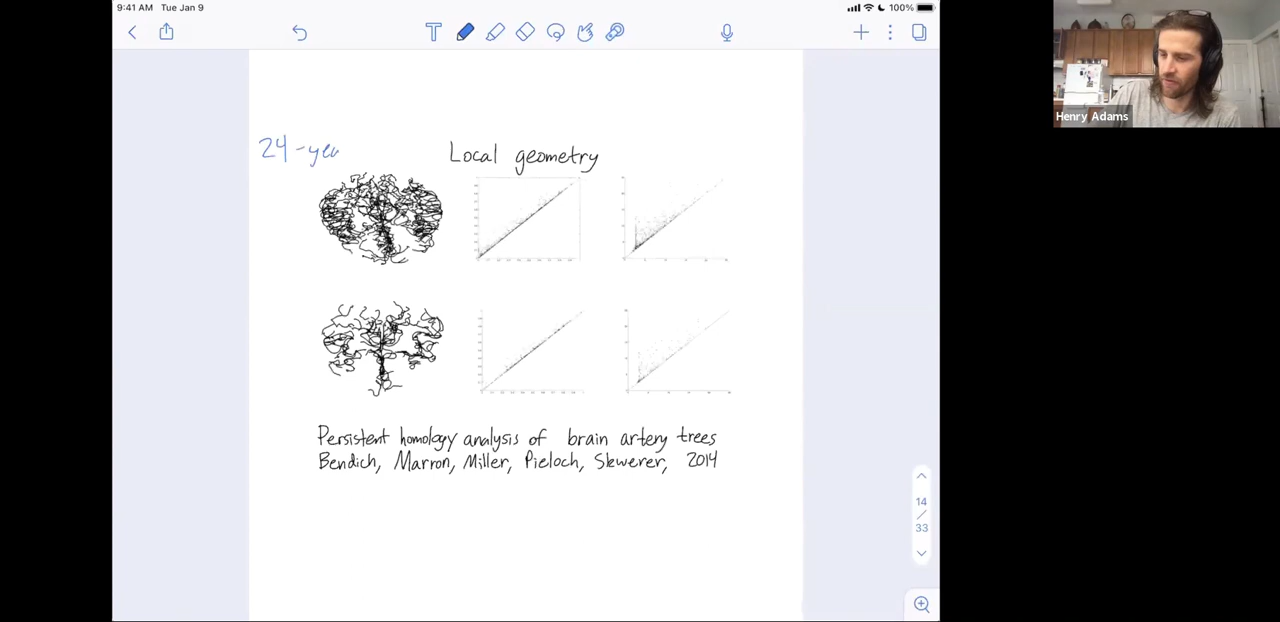 9:41 AM Tue Jan 9
100%
Henry Adams
24-yea
Local geometry
Persistent homology analysis of brain artery trees
Bendich, Marron, Miller, Pieloch, Skwerer, 2014
14
/
33